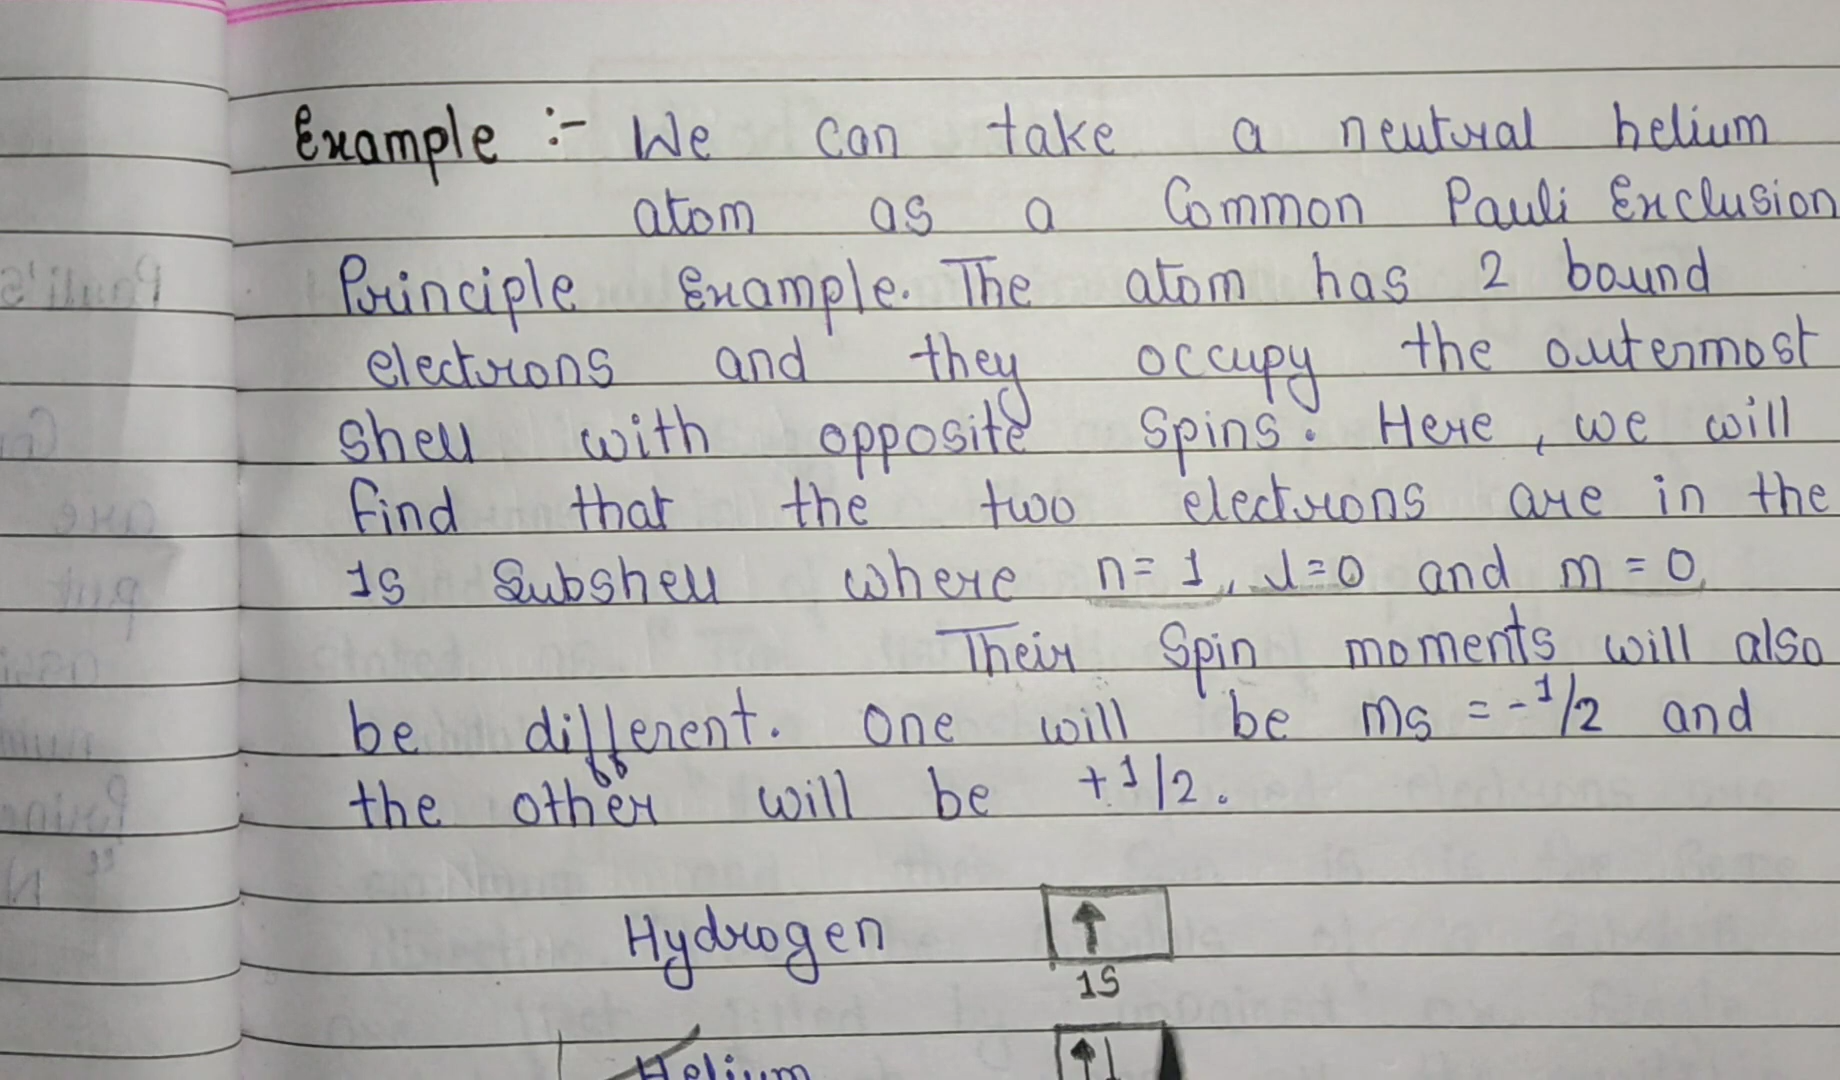 Example :- We can take a neutral helium
atom as a Common Pauli Exclusion
Principle Example. The atom has 2 bound
electrons and they occupy the outermost
shell with opposite spins. Here, we will
find that the two electrons are in the
1s Subshell where n=1, l=0 and m=0
Their Spin moments will also
be different. One will be ms = -1/2 and
the other will be +1/2.
Hydrogen ↑
1S
Helium ↑